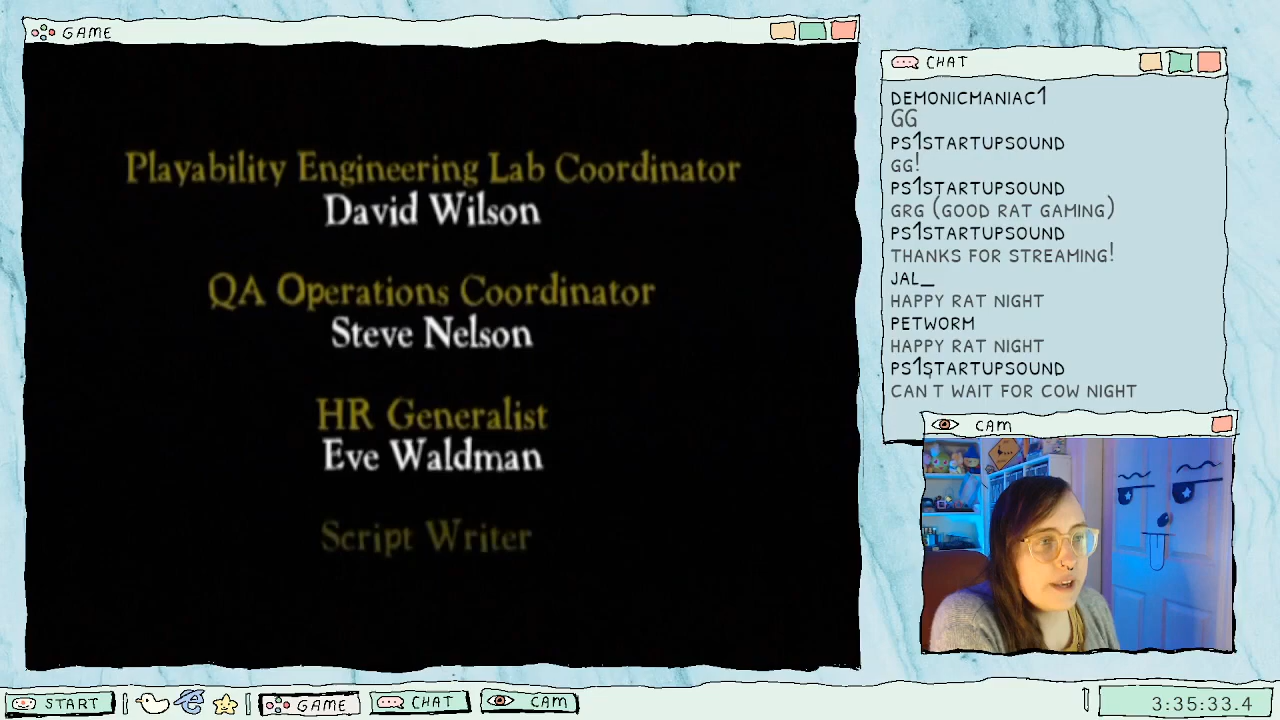 GAME
Playability Engineering Lab Coordinator
David Wilson
QA Operations Coordinator
Steve Nelson
HR Generalist
Eve Waldman
Script Writer
CHAT
DEMONICMANIAC1
GG
PS1STARTUPSOUND
GG!
PS1STARTUPSOUND
GRG (GOOD RAT GAMING)
PS1STARTUPSOUND
THANKS FOR STREAMING!
JAL_
HAPPY RAT NIGHT
PETWORM
HAPPY RAT NIGHT
PS1STARTUPSOUND
CAN T WAIT FOR COW NIGHT
CAM
START
GAME
CHAT
CAM
3:35:33.4